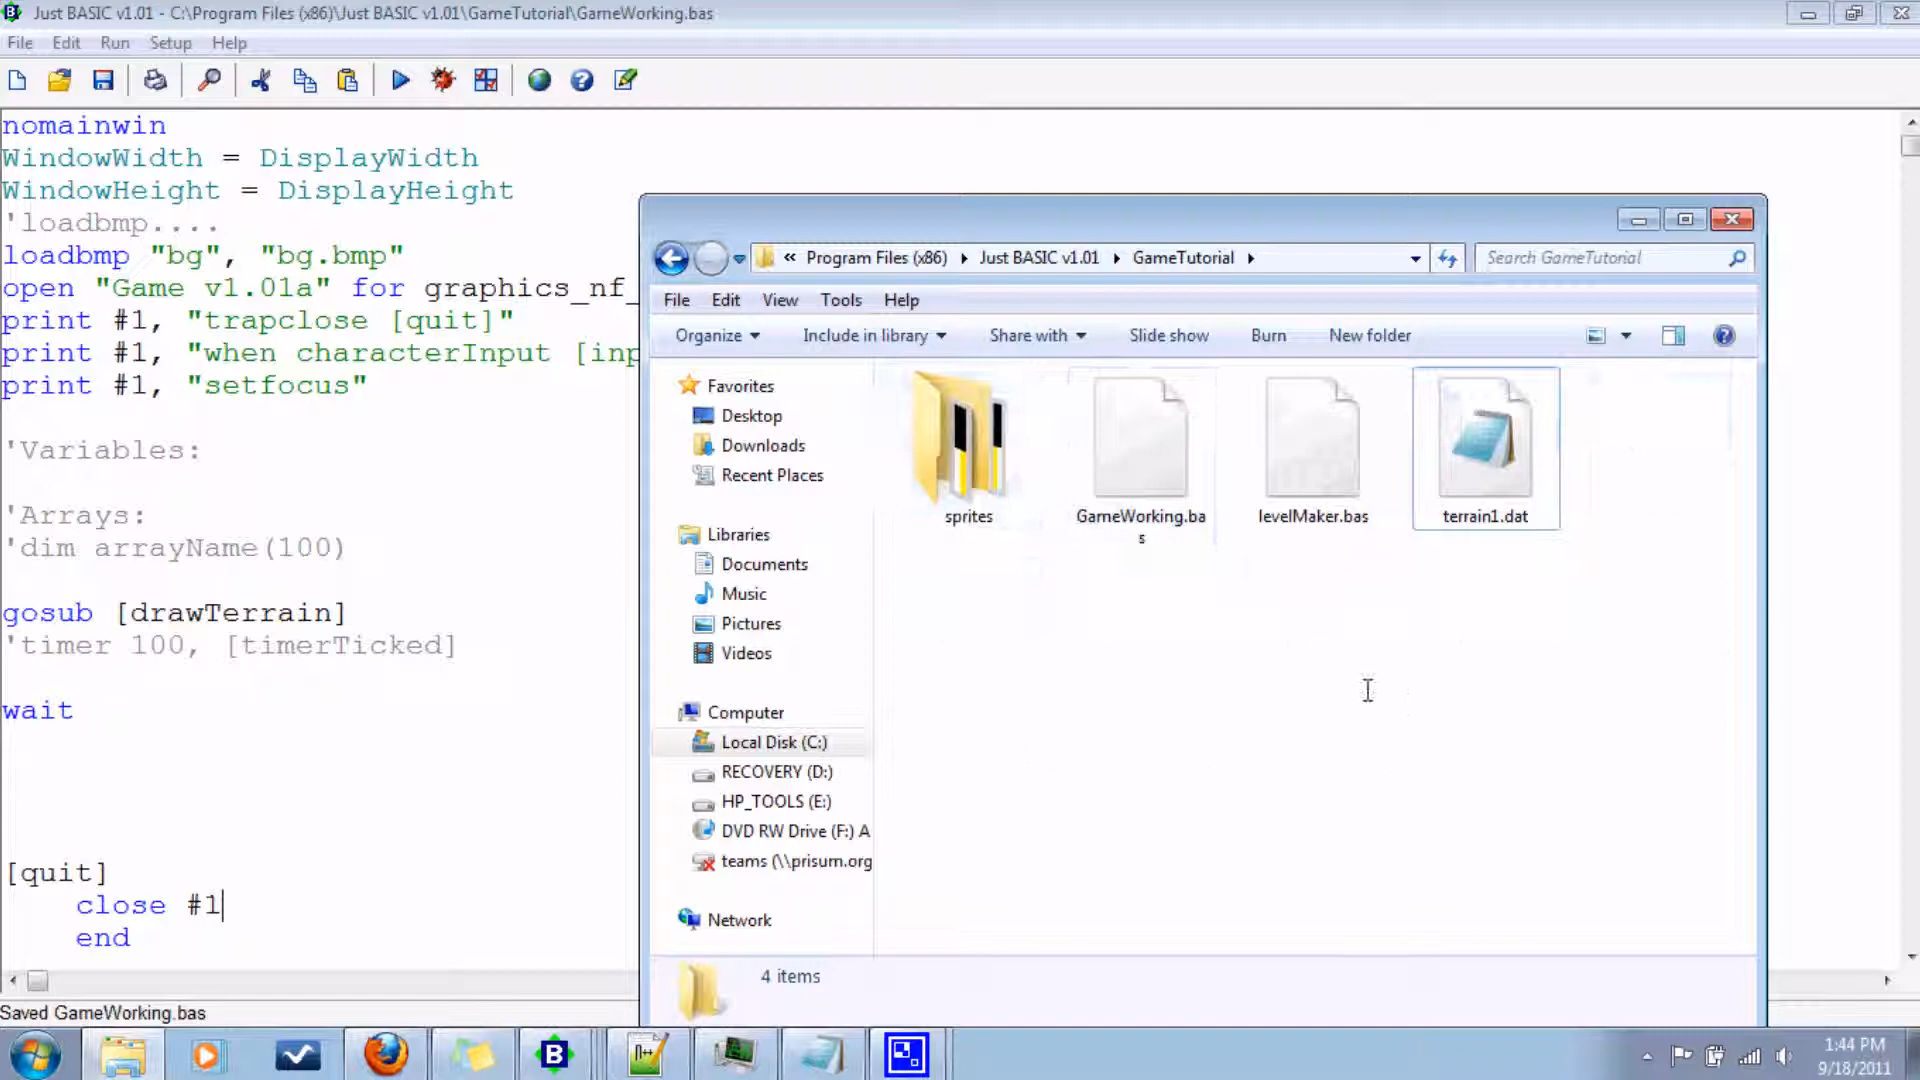 Just BASIC v1.01 - C:\Program Files (x86)\Just BASIC v1.01\GameTutorial\GameWorking.bas
File Edit Run Setup Help
nomainwin
WindowWidth = DisplayWidth
WindowHeight = DisplayHeight
'loadbmp....
loadbmp "bg", "bg.bmp"
open "Game v1.01a" for graphics_nf_
print #1, "trapclose [quit]"
print #1, "when characterInput [inp
print #1, "setfocus"
'Variables:
'Arrays:
'dim arrayName(100)
gosub [drawTerrain]
'timer 100, [timerTicked]
wait
[quit]
close #1
end
Saved GameWorking.bas
« Program Files (x86) Just BASIC v1.01 GameTutorial
Search GameTutorial
File Edit View Tools Help
Organize Include in library Share with Slide show Burn New folder
Favorites
Desktop
Downloads
Recent Places
Libraries
Documents
Music
Pictures
Videos
Computer
Local Disk (C:)
RECOVERY (D:)
HP_TOOLS (E:)
DVD RW Drive (F:) A
teams (\\prisum.org
Network
sprites
GameWorking.ba
s
levelMaker.bas
terrain1.dat
4 items
1:44 PM
9/18/2011